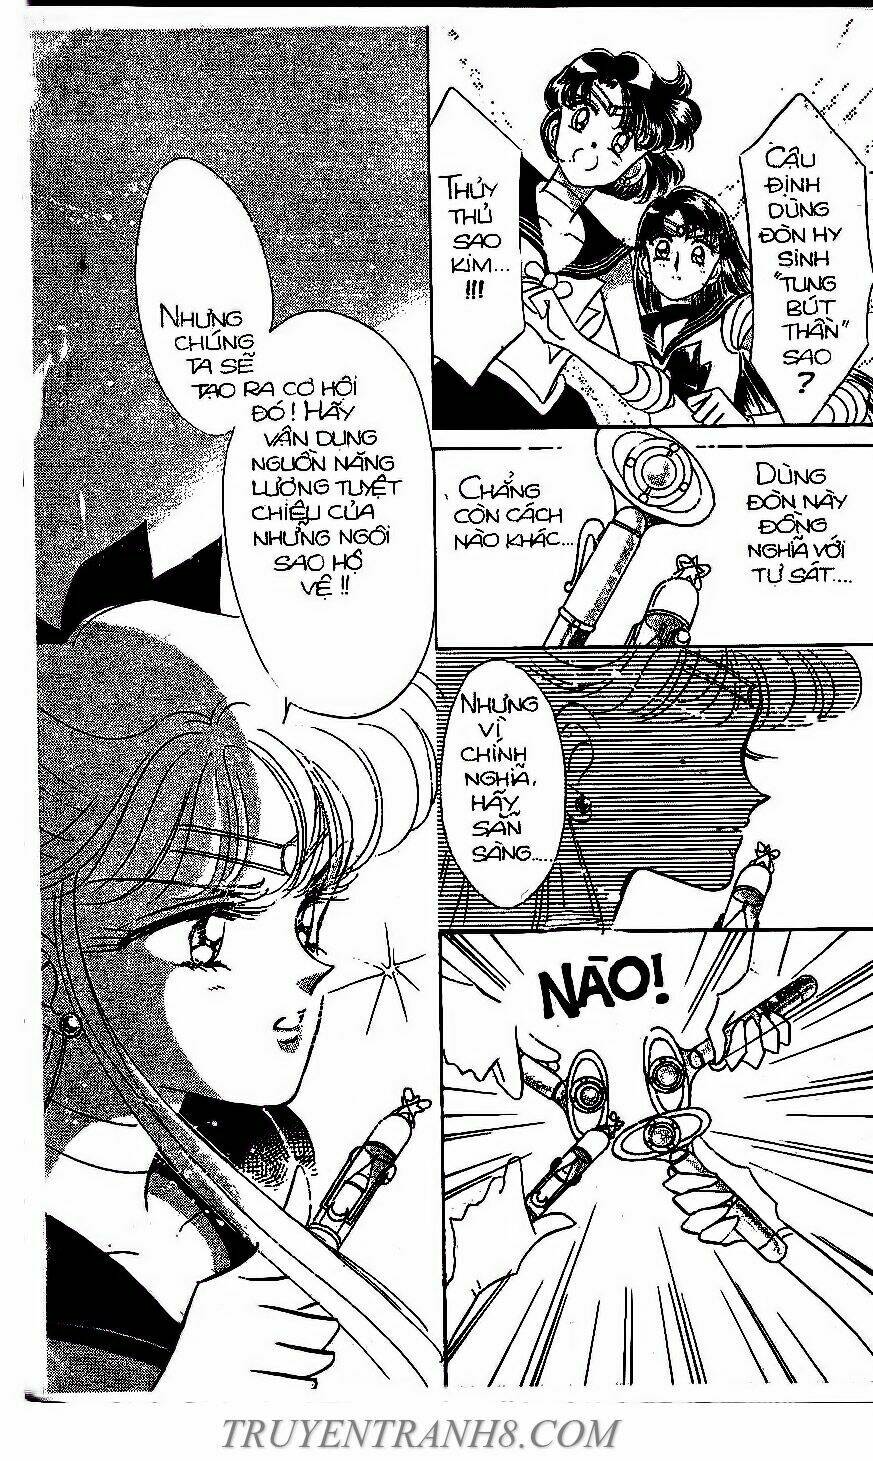 NHƯNG
CHÚNG
TA SẼ
TẠO RA CƠ HỘI
ĐÓ! HÃY
VẬN DỤNG
NGUỒN NĂNG
LƯỢNG TUYỆT
CHIÊU CỦA
NHỮNG NGÔI
SAO HỘ
VỆ!!
THỦY
THỦ
SAO
KIM...
!!!
CẬU
ĐỊNH
DÙNG
ĐÒN HY
SINH
"TUNG
BÚT
THẦN"
SAO
?
CHẲNG
CÒN CÁCH
NÀO KHÁC...
DÙNG
ĐÒN NÀY
ĐỒNG
NGHĨA VỚI
TỰ SÁT....
NHƯNG
VÌ
CHÍNH
NGHĨA,
HÃY
SẴN
SÀNG....
NÀO!
TRUYENTRANH8.COM